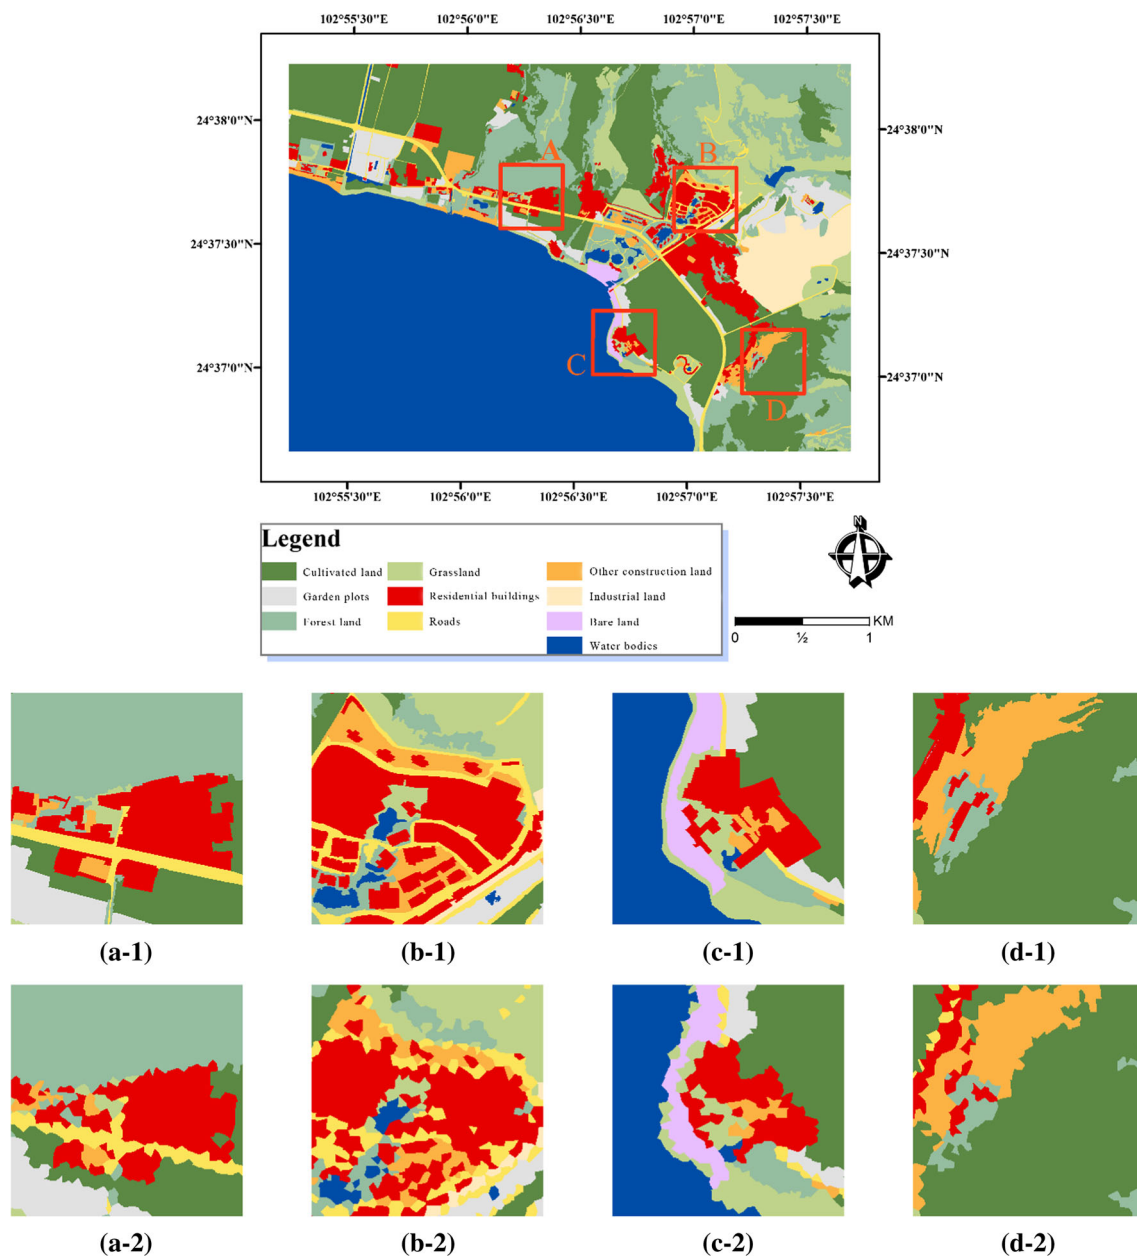 102°55'30"E 102°56'0"E 102°56'30"E 102°57'0"E 102°57'30"E
24°38'0"N 24°38'0"N
A B
24°37'30"N 24°37'30"N
C
24°37'0"N 24°37'0"N
D
102°55'30"E 102°56'0"E 102°56'30"E 102°57'0"E 102°57'30"E
Legend
Cultivated land Grassland Other construction land
Garden plots Residential buildings Industrial land
Forest land Roads Bare land
Water bodies
N
0 ½ 1 KM
(a-1) (b-1) (c-1) (d-1)
(a-2) (b-2) (c-2) (d-2)